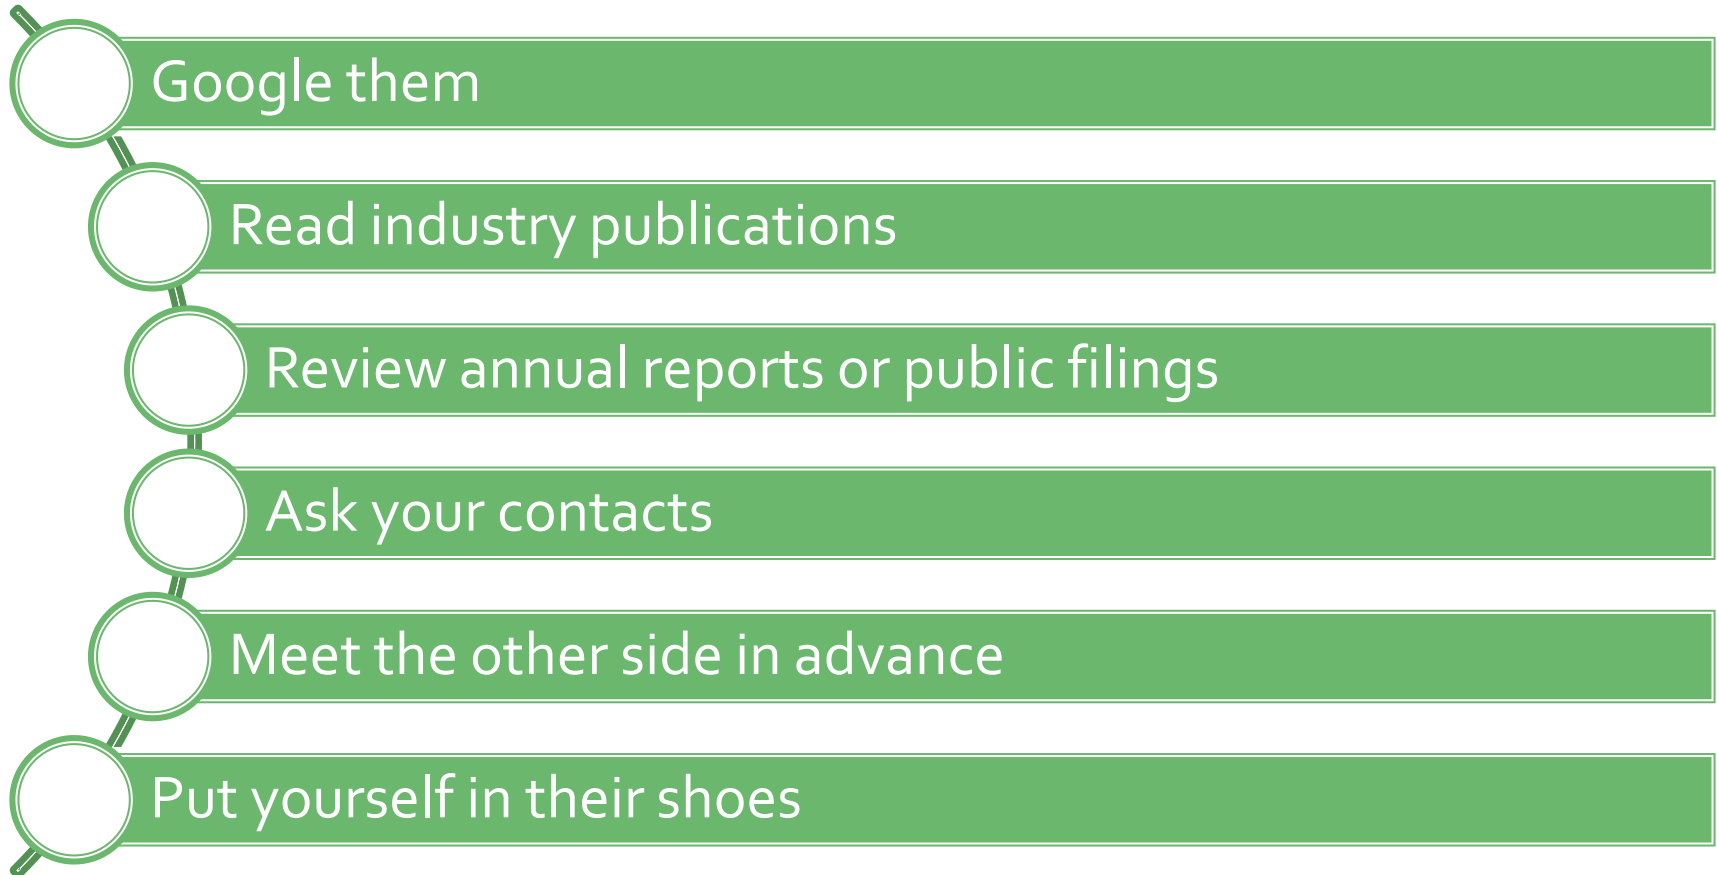 Google them
Read industry publications
Review annual reports or public filings
Ask your contacts
Meet the other side in advance
Put yourself in their shoes